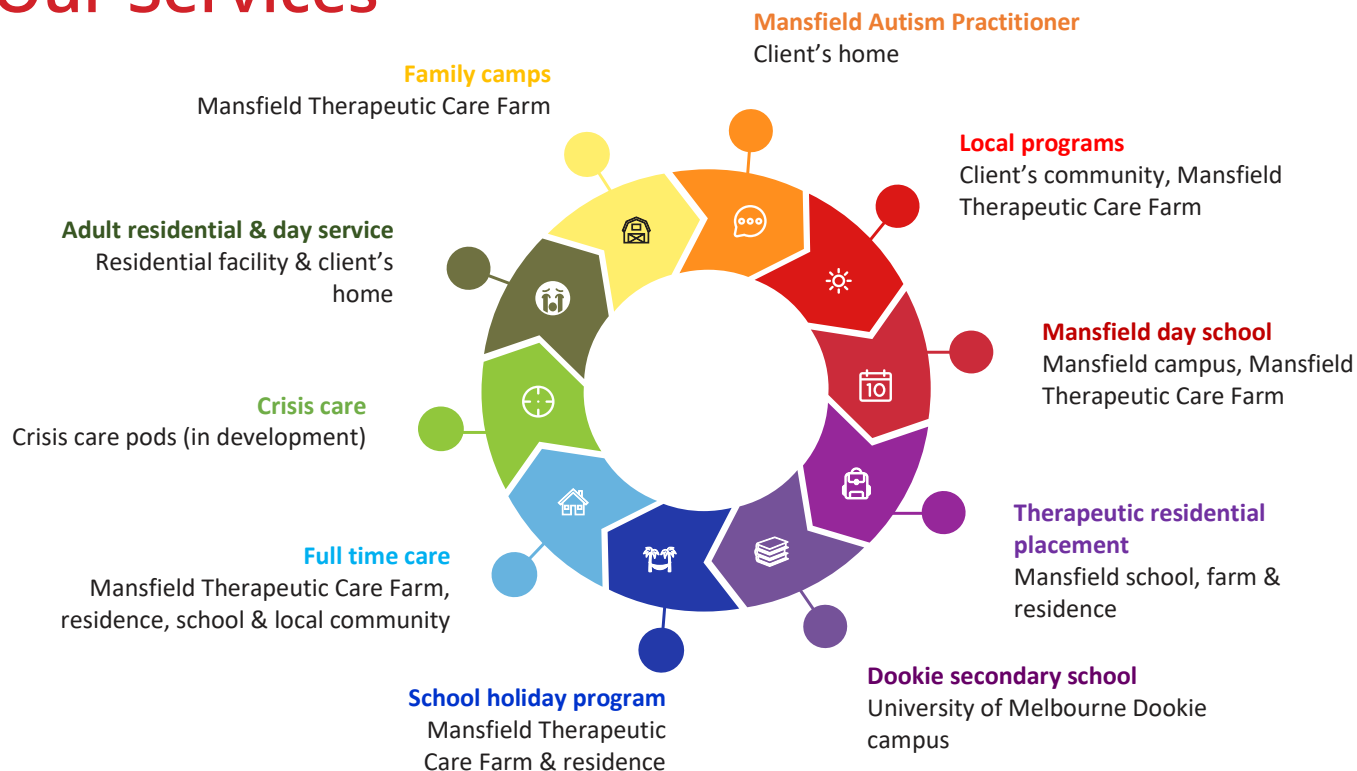 Our Services
Mansfield Autism Practitioner
Client's home
Family camps
Mansfield Therapeutic Care Farm
Local programs
Client's community, Mansfield
Therapeutic Care Farm
Adult residential & day service
Residential facility & client's
home
Mansfield day school
Mansfield campus, Mansfield
Therapeutic Care Farm
10
Crisis care
Crisis care pods (in development)
Therapeutic residential
placement
Mansfield school, farm &
residence
Full time care
Mansfield Therapeutic Care Farm,
residence, school & local community
Dookie secondary school
University of Melbourne Dookie
campus
School holiday program
Mansfield Therapeutic
Care Farm & residence